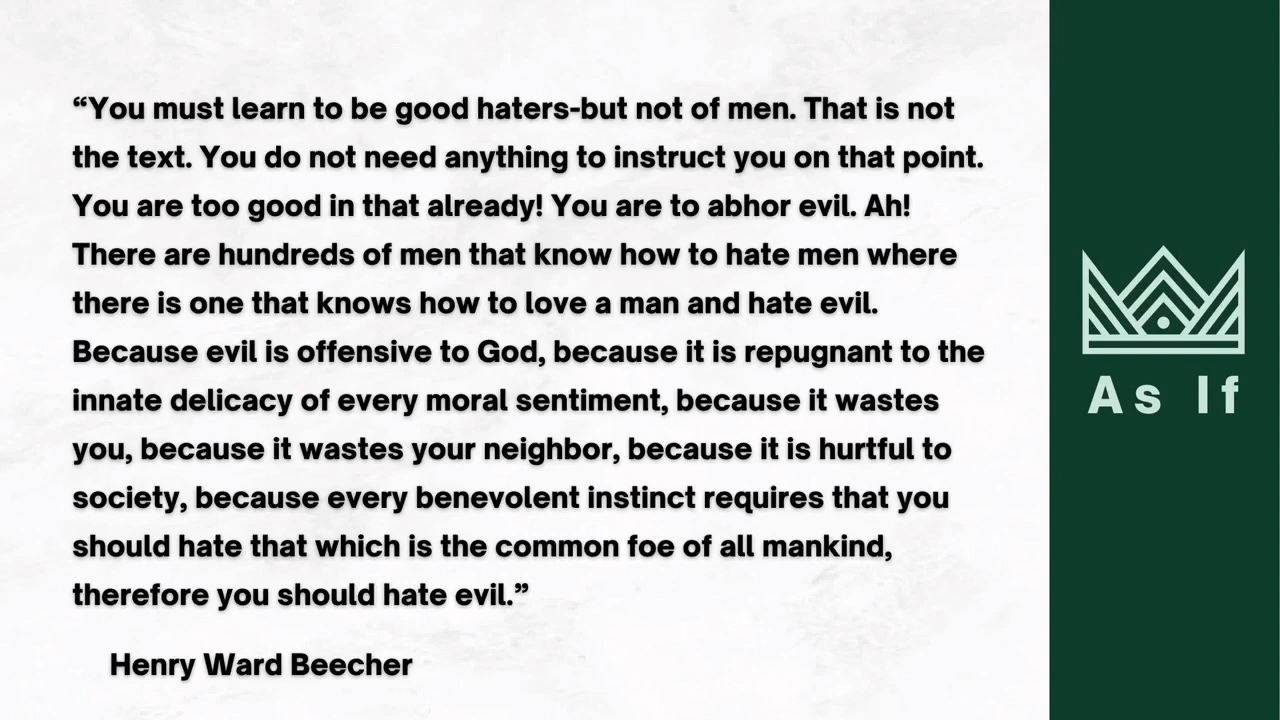 “You must learn to be good haters-but not of men. That is not
the text. You do not need anything to instruct you on that point.
You are too good in that already! You are to abhor evil. Ah!
There are hundreds of men that know how to hate men where
there is one that knows how to love a man and hate evil.
Because evil is offensive to God, because it is repugnant to the
innate delicacy of every moral sentiment, because it wastes
you, because it wastes your neighbor, because it is hurtful to
society, because every benevolent instinct requires that you
should hate that which is the common foe of all mankind,
therefore you should hate evil.”
Henry Ward Beecher
As If